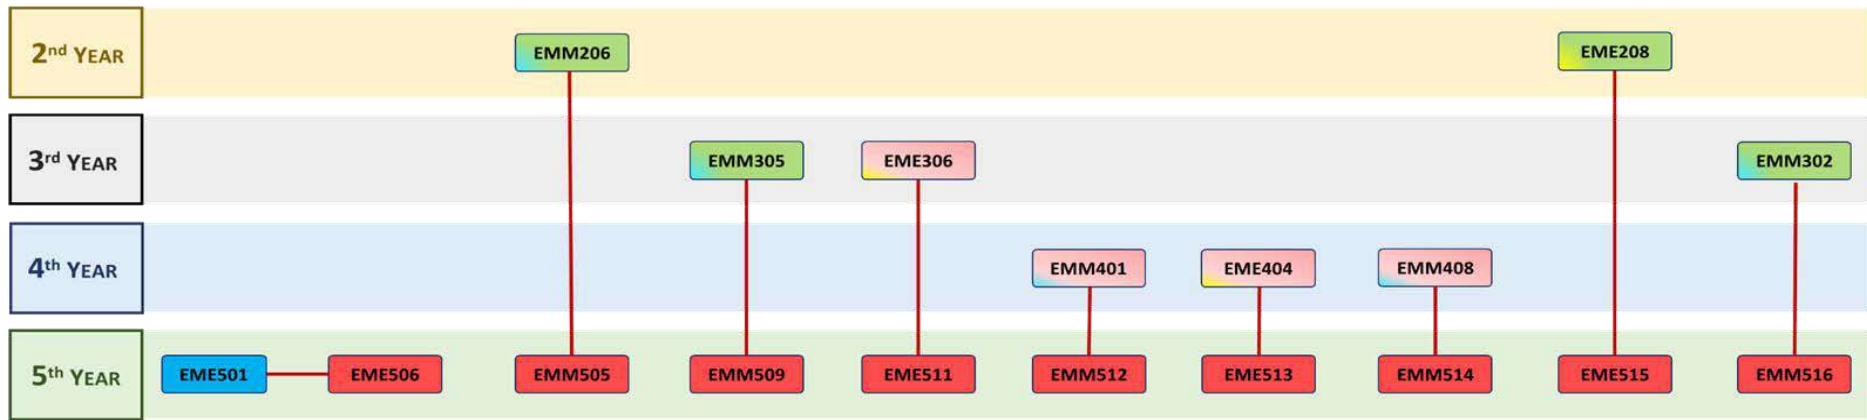 2nd YEAR
EMM206
EME208
3rd YEAR
EMM305
EME306
EMM302
4th YEAR
EMM401
EME404
EMM408
5th YEAR
EME501
EME506
EMM505
EMM509
EME511
EMM512
EME513
EMM514
EME515
EMM516